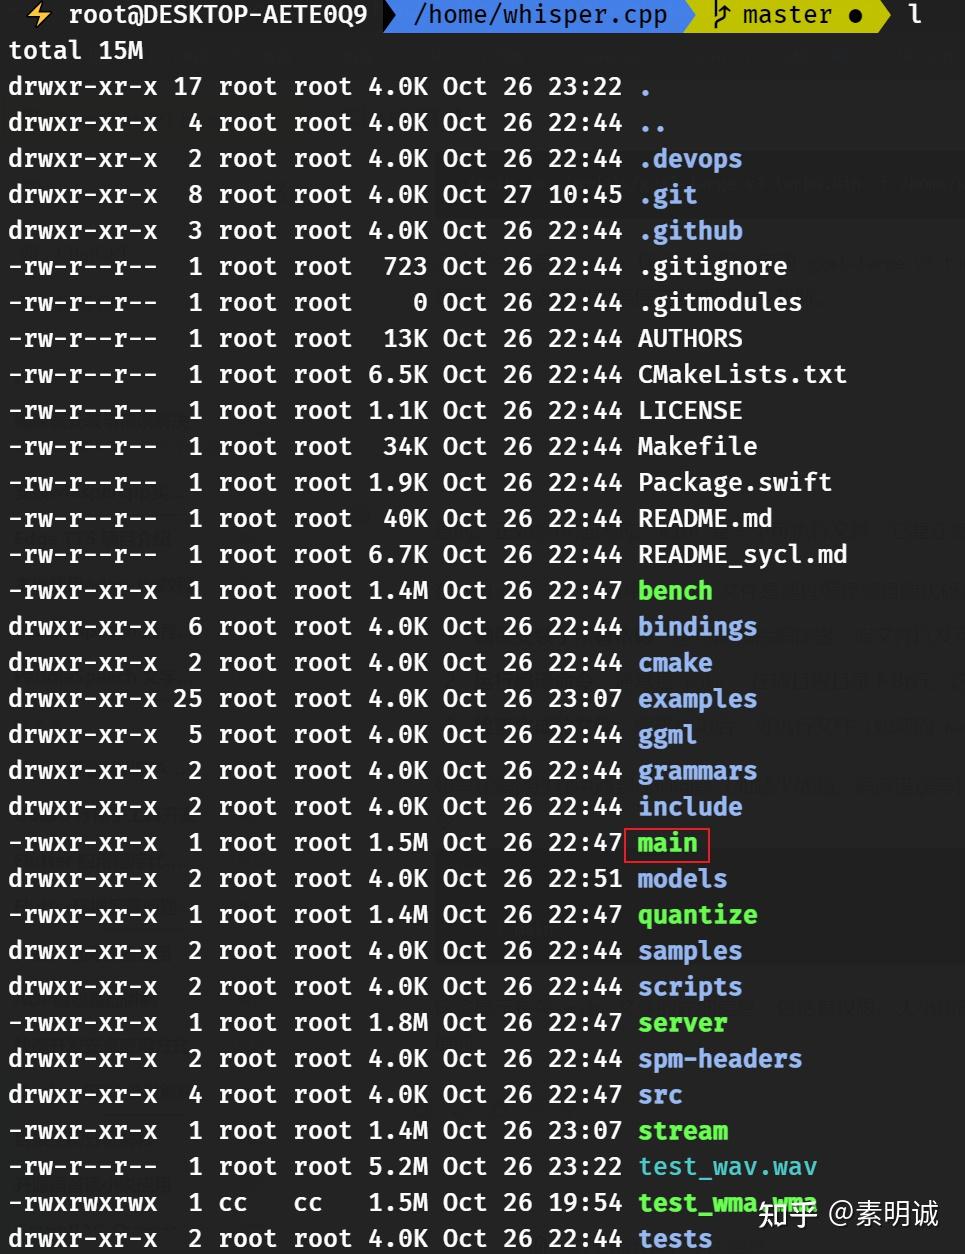 ⚡ root@DESKTOP-AETE0Q9 /home/whisper.cpp master ● l
total 15M
drwxr-xr-x 17 root root 4.0K Oct 26 23:22 .
drwxr-xr-x  4 root root 4.0K Oct 26 22:44 ..
drwxr-xr-x  2 root root 4.0K Oct 26 22:44 .devops
drwxr-xr-x  8 root root 4.0K Oct 27 10:45 .git
drwxr-xr-x  3 root root 4.0K Oct 26 22:44 .github
-rw-r--r--  1 root root  723 Oct 26 22:44 .gitignore
-rw-r--r--  1 root root    0 Oct 26 22:44 .gitmodules
-rw-r--r--  1 root root  13K Oct 26 22:44 AUTHORS
-rw-r--r--  1 root root 6.5K Oct 26 22:44 CMakeLists.txt
-rw-r--r--  1 root root 1.1K Oct 26 22:44 LICENSE
-rw-r--r--  1 root root  34K Oct 26 22:44 Makefile
-rw-r--r--  1 root root 1.9K Oct 26 22:44 Package.swift
-rw-r--r--  1 root root  40K Oct 26 22:44 README.md
-rw-r--r--  1 root root 6.7K Oct 26 22:44 README_sycl.md
-rwxr-xr-x  1 root root 1.4M Oct 26 22:47 bench
drwxr-xr-x  6 root root 4.0K Oct 26 22:44 bindings
drwxr-xr-x  2 root root 4.0K Oct 26 22:44 cmake
drwxr-xr-x 25 root root 4.0K Oct 26 23:07 examples
drwxr-xr-x  5 root root 4.0K Oct 26 22:44 ggml
drwxr-xr-x  2 root root 4.0K Oct 26 22:44 grammars
drwxr-xr-x  2 root root 4.0K Oct 26 22:44 include
-rwxr-xr-x  1 root root 1.5M Oct 26 22:47 main
drwxr-xr-x  2 root root 4.0K Oct 26 22:51 models
-rwxr-xr-x  1 root root 1.4M Oct 26 22:47 quantize
drwxr-xr-x  2 root root 4.0K Oct 26 22:44 samples
drwxr-xr-x  2 root root 4.0K Oct 26 22:44 scripts
-rwxr-xr-x  1 root root 1.8M Oct 26 22:47 server
drwxr-xr-x  2 root root 4.0K Oct 26 22:44 spm-headers
drwxr-xr-x  4 root root 4.0K Oct 26 22:47 src
-rwxr-xr-x  1 root root 1.4M Oct 26 23:07 stream
-rw-r--r--  1 root root 5.2M Oct 26 23:22 test_wav.wav
-rwxrwxrwx  1 cc   cc   1.5M Oct 26 19:54 test_wma.wma
知乎 @素明诚
drwxr-xr-x  2 root root 4.0K Oct 26 22:44 tests